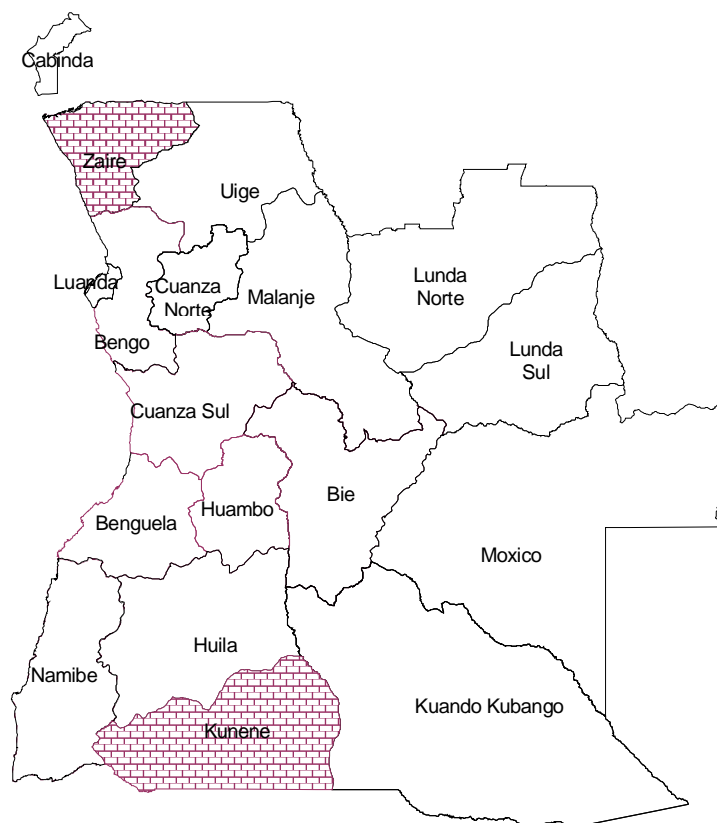 Cabinda
Zaire
Uige
Luanda
Cuanza
Norte
Malanje
Lunda
Norte
Bengo
Lunda
Sul
Cuanza Sul
Bie
Huambo
Benguela
Moxico
Huila
Namibe
Kuando Kubango
Kunene